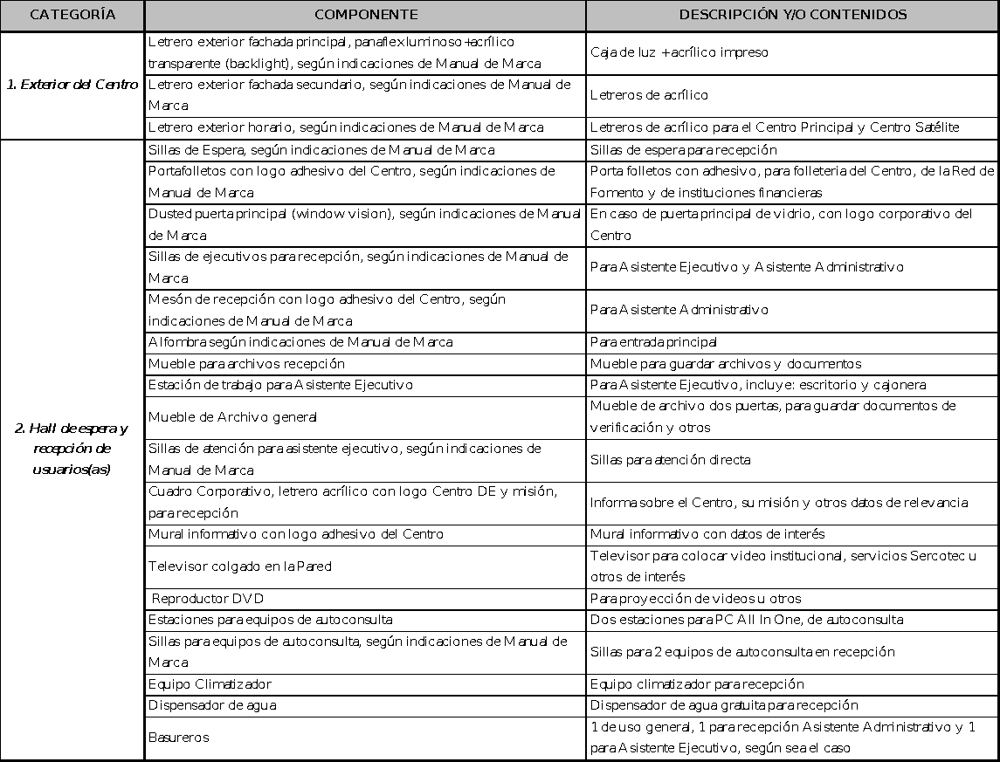 CATEGORÍA COMPONENTE DESCRIPCIÓN Y/O CONTENIDOS
1. Exterior del Centro
Letrero exterior fachada principal, panaflex luminoso+acrílico
transparente (backlight), según indicaciones de Manual de Marca
Caja de luz + acrílico impreso
Letrero exterior fachada secundario, según indicaciones de Manual de
Marca
Letreros de acrílico
Letrero exterior horario, según indicaciones de Manual de Marca
Letreros de acrílico para el Centro Principal y Centro Satélite
2. Hall de espera y
recepción de
usuarios(as)
Sillas de Espera, según indicaciones de Manual de Marca
Sillas de espera para recepción
Portafolletos con logo adhesivo del Centro, según indicaciones de
Manual de Marca
Porta folletos con adhesivo, para folleteria del Centro, de la Red de
Fomento y de instituciones financieras
Dusted puerta principal (window vision), según indicaciones de Manual
de Marca
En caso de puerta principal de vidrio, con logo corporativo del
Centro
Sillas de ejecutivos para recepción, según indicaciones de Manual de
Marca
Para Asistente Ejecutivo y Asistente Administrativo
Mesón de recepción con logo adhesivo del Centro, según
indicaciones de Manual de Marca
Para Asistente Administrativo
Alfombra según indicaciones de Manual de Marca
Para entrada principal
Mueble para archivos recepción
Mueble para guardar archivos y documentos
Estación de trabajo para Asistente Ejecutivo
Para Asistente Ejecutivo, incluye: escritorio y cajonera
Mueble de Archivo general
Mueble de archivo dos puertas, para guardar documentos de
verificación y otros
Sillas de atención para asistente ejecutivo, según indicaciones de
Manual de Marca
Sillas para atención directa
Cuadro Corporativo, letrero acrílico con logo Centro DE y misión,
para recepción
Informa sobre el Centro, su misión y otros datos de relevancia
Mural informativo con logo adhesivo del Centro
Mural informativo con datos de interés
Televisor colgado en la Pared
Televisor para colocar video institucional, servicios Sercotec u
otros de interés
Reproductor DVD
Para proyección de videos u otros
Estaciones para equipos de autoconsulta
Dos estaciones para PC All In One, de autoconsulta
Sillas para equipos de autoconsulta, según indicaciones de Manual de
Marca
Sillas para 2 equipos de autoconsulta en recepción
Equipo Climatizador
Equipo climatizador para recepción
Dispensador de agua
Dispensador de agua gratuita para recepción
Basureros
1 de uso general, 1 para recepción Asistente Administrativo y 1
para Asistente Ejecutivo, según sea el caso